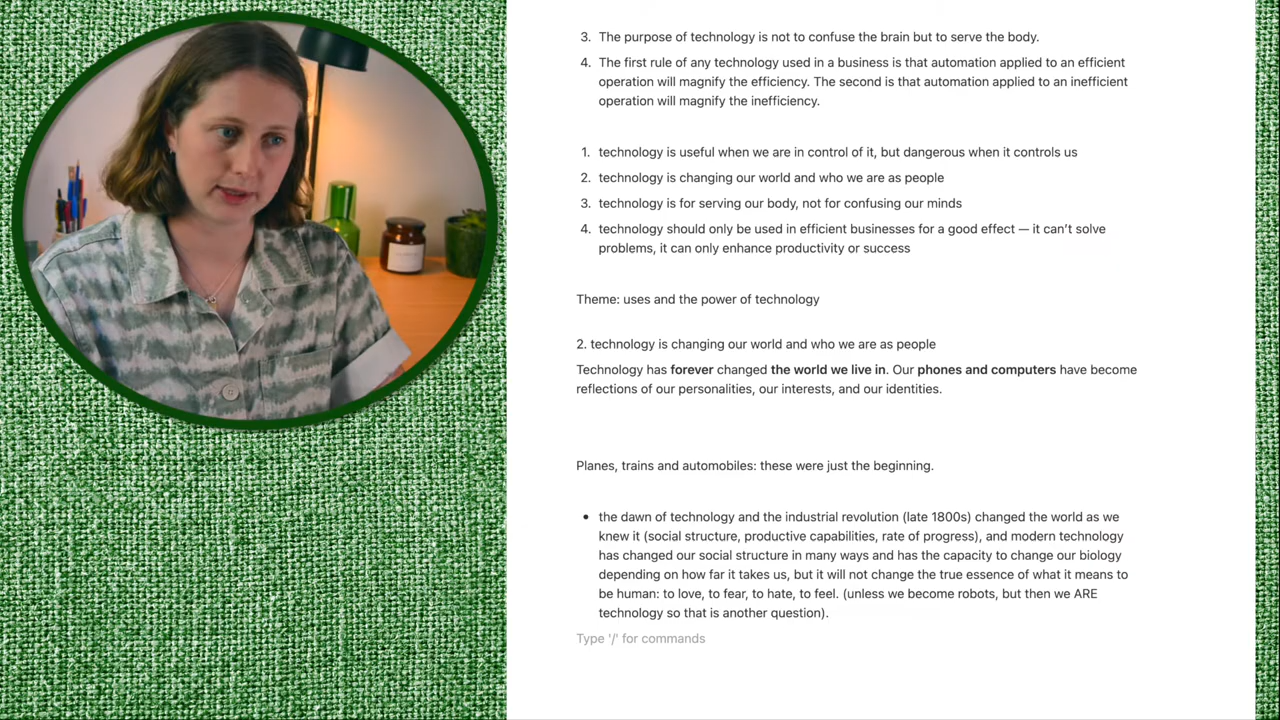 3. The purpose of technology is not to confuse the brain but to serve the body.
4. The first rule of any technology used in a business is that automation applied to an efficient
operation will magnify the efficiency. The second is that automation applied to an inefficient
operation will magnify the inefficiency.
1. technology is useful when we are in control of it, but dangerous when it controls us
2. technology is changing our world and who we are as people
3. technology is for serving our body, not for confusing our minds
4. technology should only be used in efficient businesses for a good effect — it can’t solve
problems, it can only enhance productivity or success
Theme: uses and the power of technology
2. technology is changing our world and who we are as people
Technology has forever changed the world we live in. Our phones and computers have become
reflections of our personalities, our interests, and our identities.
Planes, trains and automobiles: these were just the beginning.
• the dawn of technology and the industrial revolution (late 1800s) changed the world as we
knew it (social structure, productive capabilities, rate of progress), and modern technology
has changed our social structure in many ways and has the capacity to change our biology
depending on how far it takes us, but it will not change the true essence of what it means to
be human: to love, to fear, to hate, to feel. (unless we become robots, but then we ARE
technology so that is another question).
Type '/' for commands